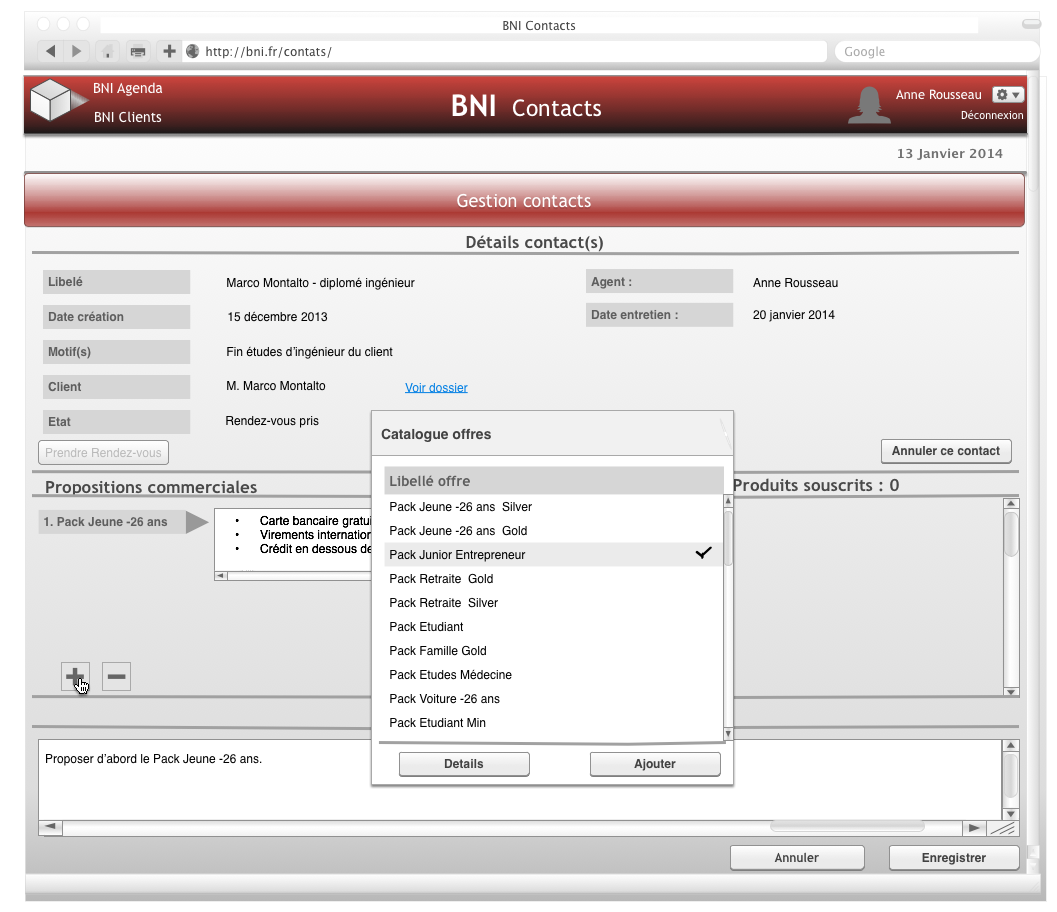 BNI Contacts
http://bni.fr/contats/
Google
BNI Agenda
BNI Clients
BNI Contacts
Anne Rousseau
Déconnexion
13 Janvier 2014
Gestion contacts
Détails contact(s)
Libelé Marco Montalto - diplomé ingénieur Agent : Anne Rousseau
Date création 15 décembre 2013 Date entretien : 20 janvier 2014
Motif(s) Fin études d'ingénieur du client
Client M. Marco Montalto Voir dossier
Etat Rendez-vous pris
Prendre Rendez-vous
Annuler ce contact
Propositions commerciales
Produits souscrits : 0
1. Pack Jeune -26 ans
• Carte bancaire gratui
• Virements internation
• Crédit en dessous de
Catalogue offres
Libellé offre
Pack Jeune -26 ans Silver
Pack Jeune -26 ans Gold
Pack Junior Entrepreneur
Pack Retraite Gold
Pack Retraite Silver
Pack Etudiant
Pack Famille Gold
Pack Etudes Médecine
Pack Voiture -26 ans
Pack Etudiant Min
Details
Ajouter
Proposer d'abord le Pack Jeune -26 ans.
Annuler
Enregistrer